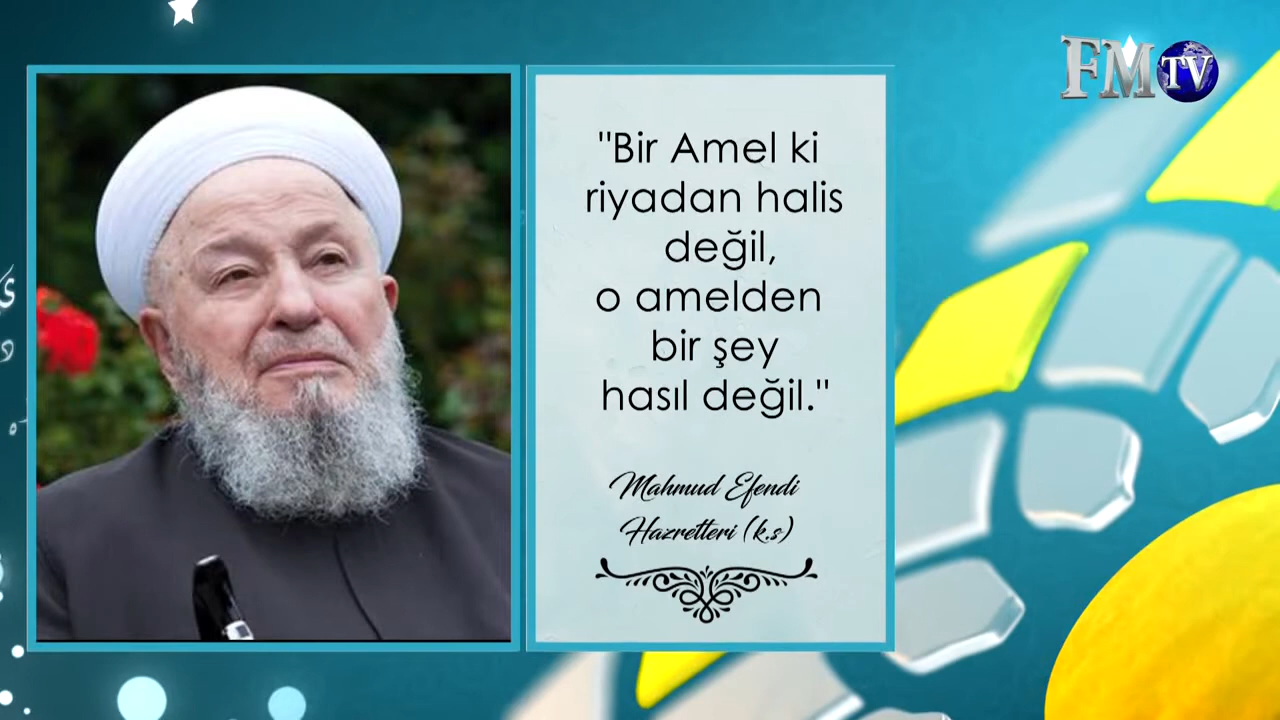 FM TV
"Bir Amel ki
riyadan halis
değil,
o amelden
bir şey
hasıl değil."
Mahmud Efendi
Hazretleri (k.s)